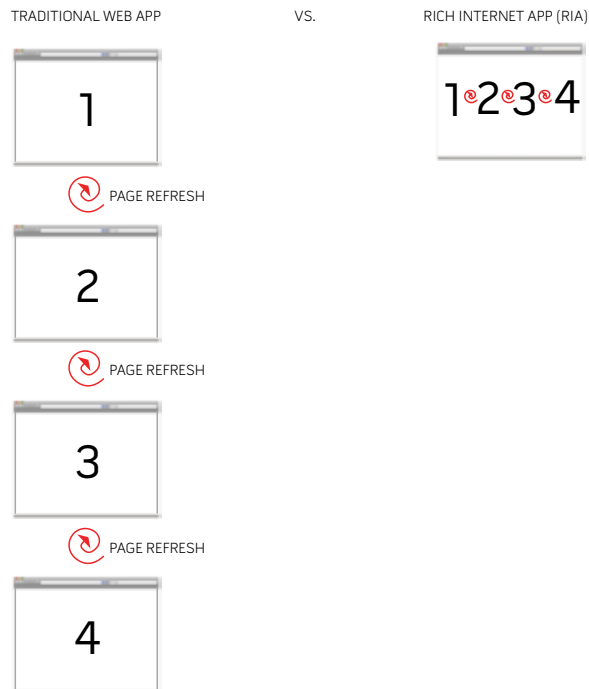 TRADITIONAL WEB APP VS. RICH INTERNET APP (RIA)
1
1 2 3 4
PAGE REFRESH
2
PAGE REFRESH
3
PAGE REFRESH
4